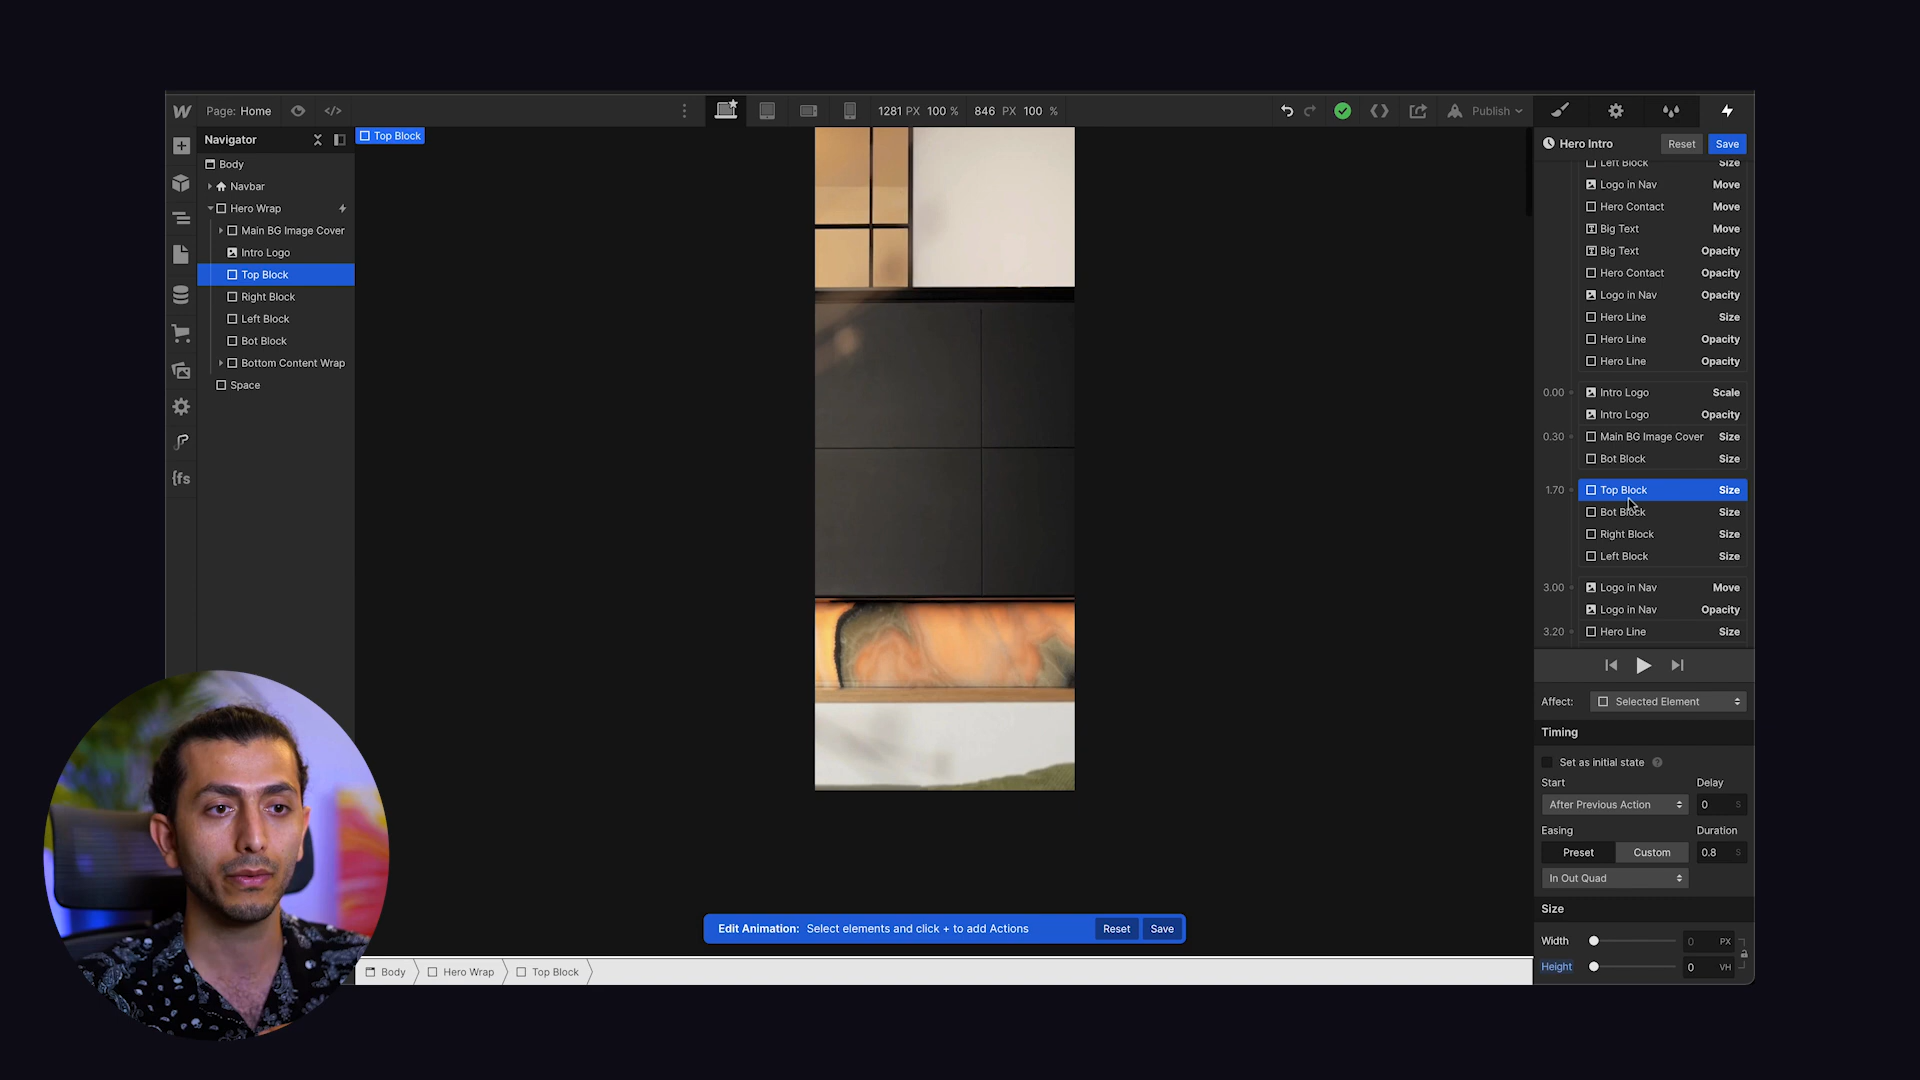 Page: Home
1281 PX 100 %
846 PX 100 %
Publish
Navigator
Top Block
Hero Intro
Reset
Save
Body
Navbar
Hero Wrap
Main BG Image Cover
Intro Logo
Top Block
Right Block
Left Block
Bot Block
Bottom Content Wrap
Space
{fs
Left Block Size
Logo in Nav Move
Hero Contact Move
Big Text Move
Big Text Opacity
Hero Contact Opacity
Logo in Nav Opacity
Hero Line Size
Hero Line Opacity
Hero Line Opacity
0.00 Intro Logo Scale
Intro Logo Opacity
0.30 Main BG Image Cover Size
Bot Block Size
1.70 Top Block Size
Bot Block Size
Right Block Size
Left Block Size
3.00 Logo in Nav Move
Logo in Nav Opacity
3.20 Hero Line Size
Affect: Selected Element
Timing
Set as initial state ?
Start Delay
After Previous Action 0 S
Easing Duration
Preset Custom 0.8 S
In Out Quad
Size
Width 0 PX
Height 0 VH
Edit Animation: Select elements and click + to add Actions
Reset
Save
Body Hero Wrap Top Block